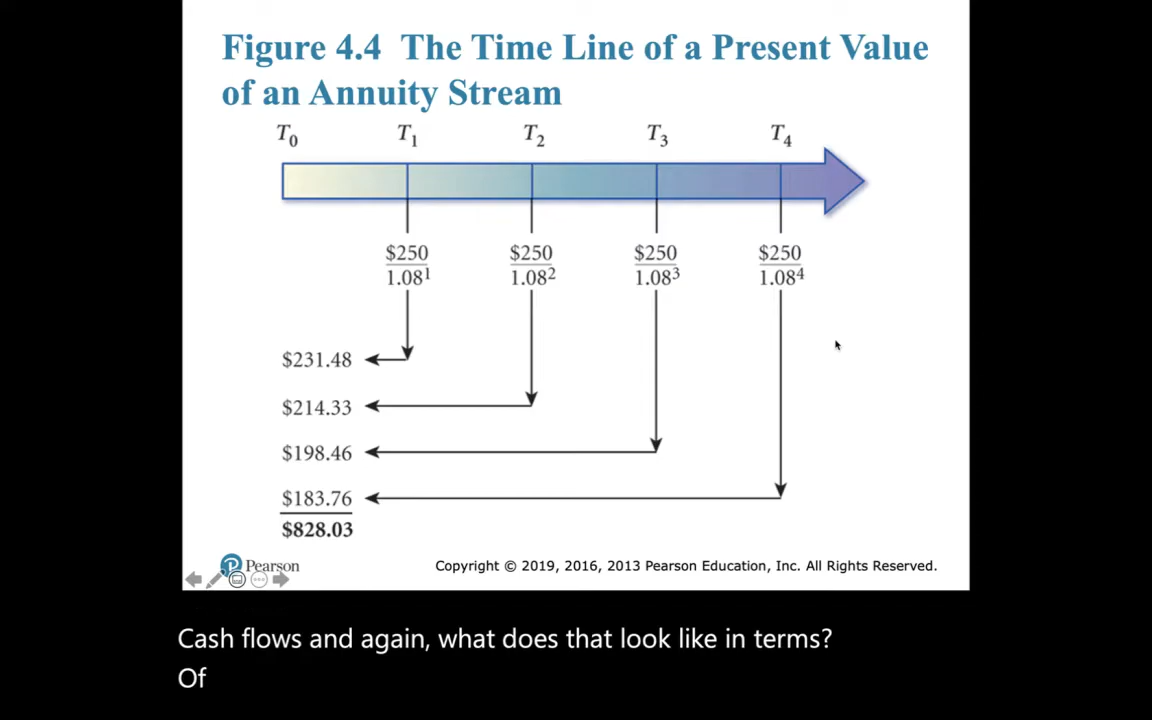 Figure 4.4 The Time Line of a Present Value
of an Annuity Stream
T₀ T₁ T₂ T₃ T₄
$250 $250 $250 $250
1.08¹ 1.08² 1.08³ 1.08⁴
$231.48
$214.33
$198.46
$183.76
$828.03
Pearson
Copyright © 2019, 2016, 2013 Pearson Education, Inc. All Rights Reserved.
Cash flows and again, what does that look like in terms?
Of